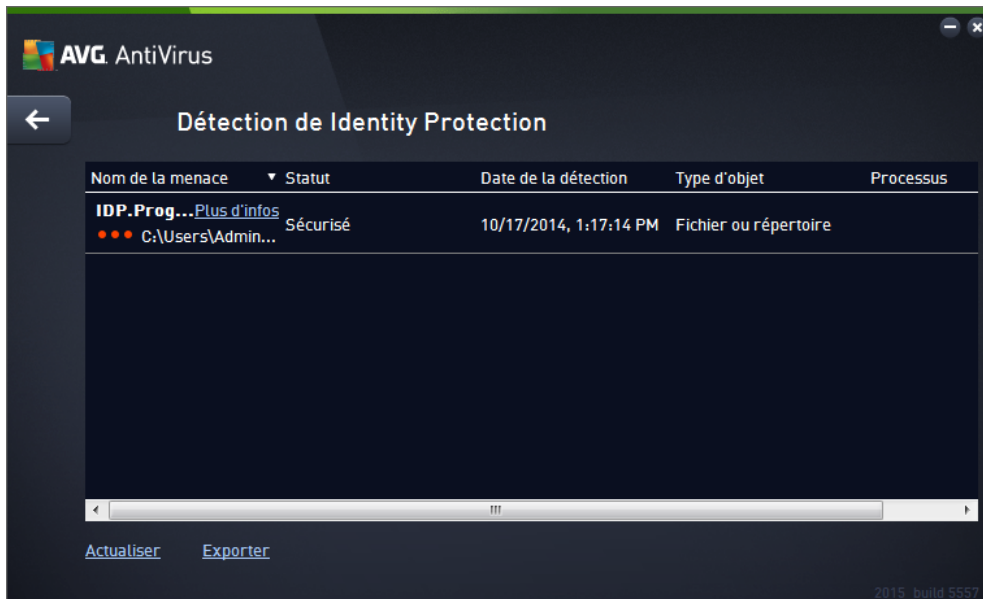 AVG AntiVirus
Détection de Identity Protection
Nom de la menace Statut Date de la détection Type d'objet Processus
IDP.Prog...Plus d'infos
Sécurisé 10/17/2014, 1:17:14 PM Fichier ou répertoire
C:\Users\Admin...
Actualiser Exporter
2015 build 5557